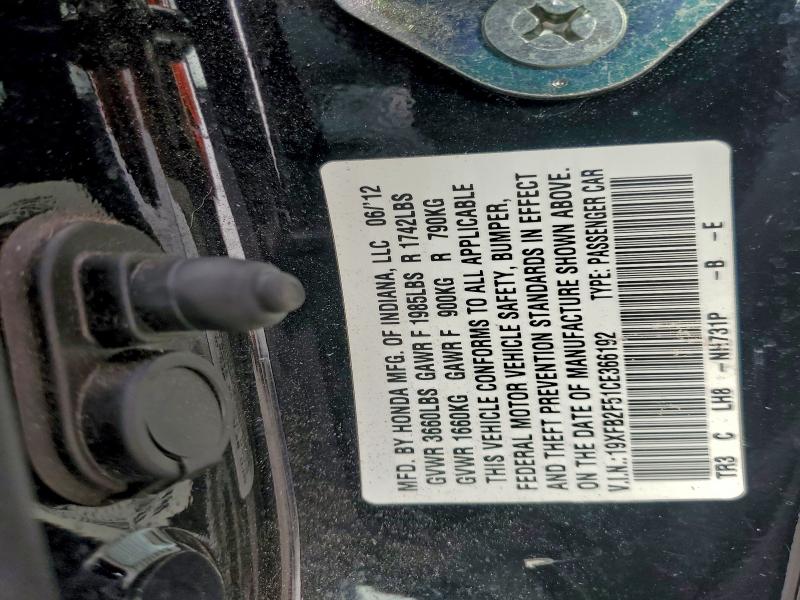 MFD. BY HONDA MFG. OF INDIANA, LLC 06/'12
GVWR 3660LBS GAWR F 1985LBS R 1742LBS
GVWR 1660KG GAWR F 900KG R 790KG
THIS VEHICLE CONFORMS TO ALL APPLICABLE
FEDERAL MOTOR VEHICLE SAFETY, BUMPER,
AND THEFT PREVENTION STANDARDS IN EFFECT
ON THE DATE OF MANUFACTURE SHOWN ABOVE.
V.I.N.:19XFB2F51CE366192 TYPE: PASSENGER CAR
TR3 C LH8 -NH731P -B -E